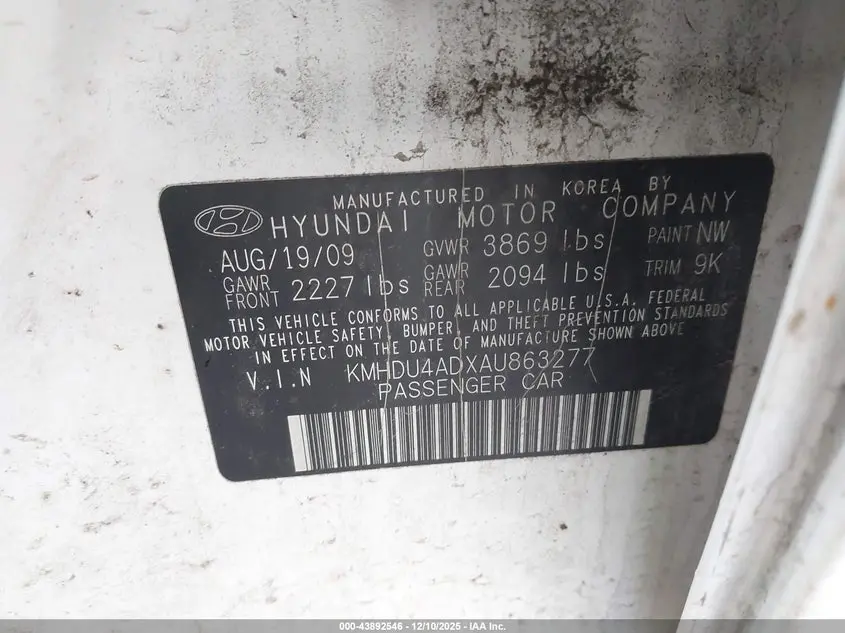 MANUFACTURED IN KOREA BY
HYUNDAI MOTOR COMPANY
AUG/19/09 GVWR 3869 lbs PAINT NW
GAWR FRONT 2227 lbs GAWR REAR 2094 lbs TRIM 9K
THIS VEHICLE CONFORMS TO ALL APPLICABLE U.S.A. FEDERAL
MOTOR VEHICLE SAFETY, BUMPER, AND THEFT PREVENTION STANDARDS
IN EFFECT ON THE DATE OF MANUFACTURE SHOWN ABOVE
V.I.N KMHDU4ADXAU863277
PASSENGER CAR
000-43892546 - 12/10/2025 - IAA Inc.